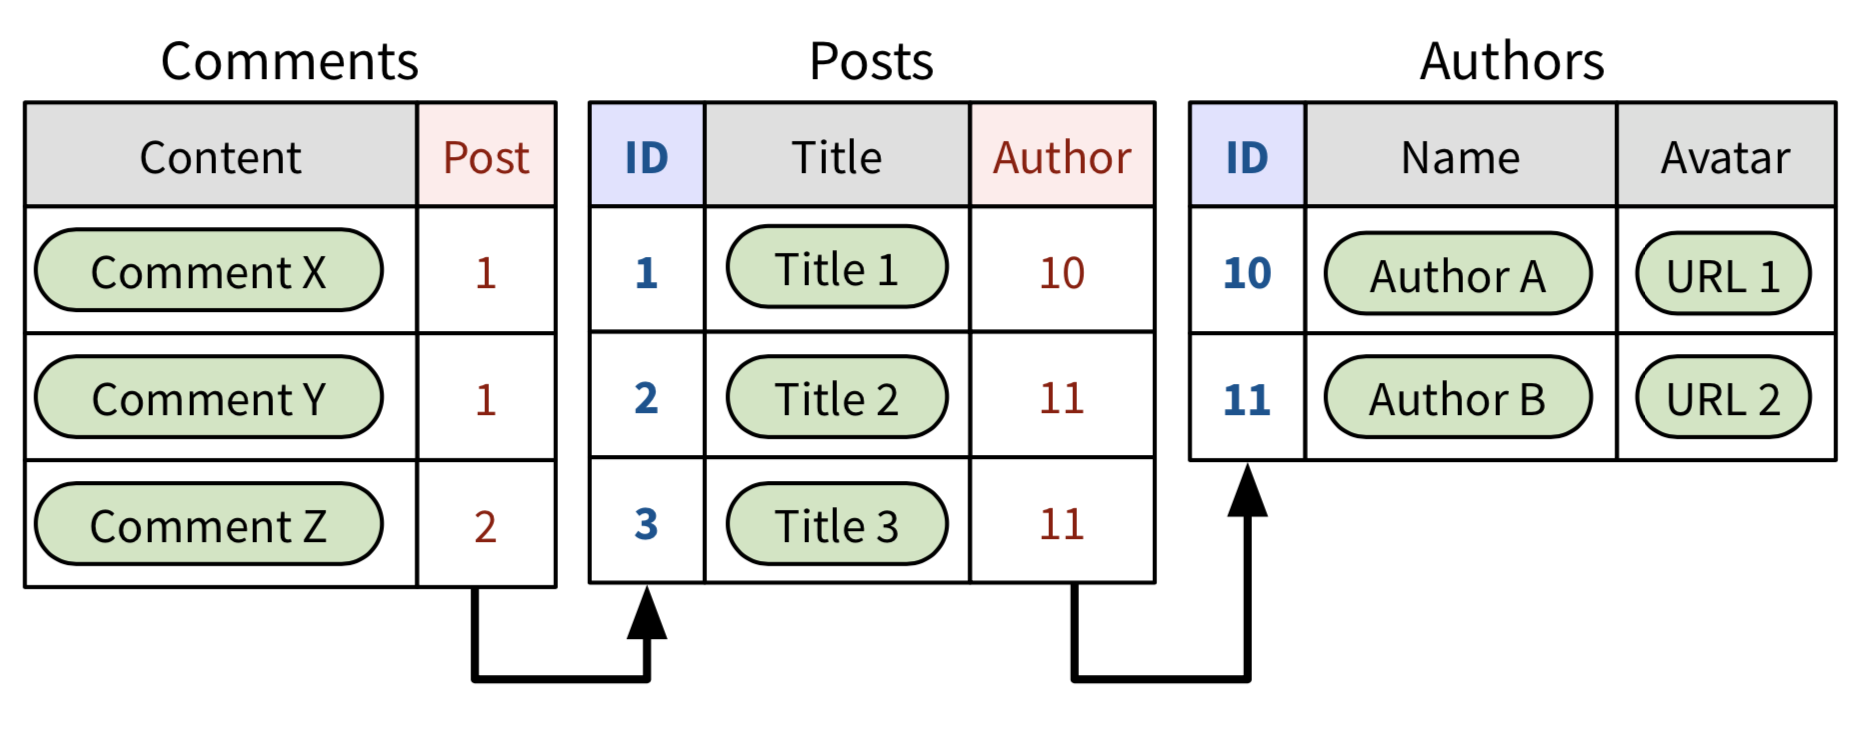 Comments
Content Post
Comment X 1
Comment Y 1
Comment Z 2
Posts
ID Title Author
1 Title 1 10
2 Title 2 11
3 Title 3 11
Authors
ID Name Avatar
10 Author A URL 1
11 Author B URL 2